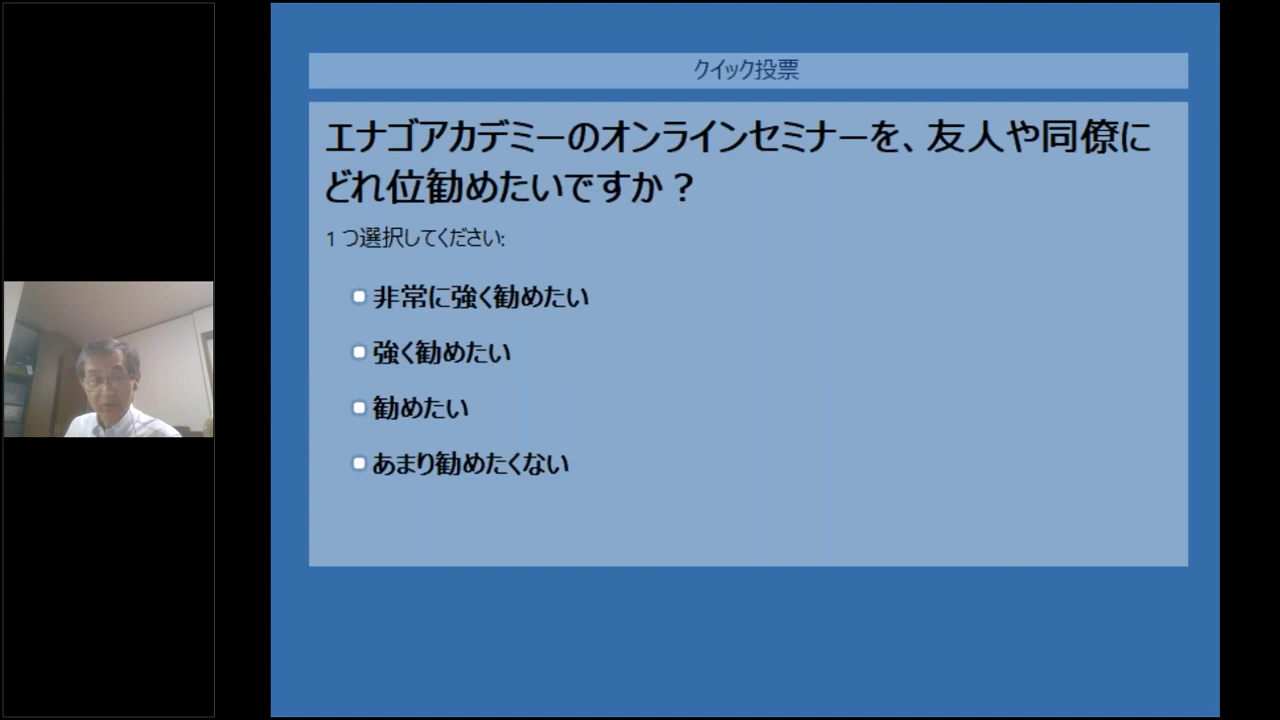 クイック投票
エナゴアカデミーのオンラインセミナーを、友人や同僚に
どれ位勧めたいですか？
1 つ選択してください:
非常に強く勧めたい
強く勧めたい
勧めたい
あまり勧めたくない